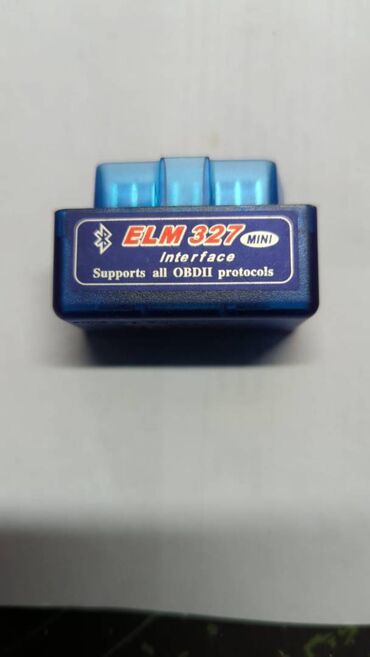 ELM 327 MINI
Interface
Supports all OBDII protocols